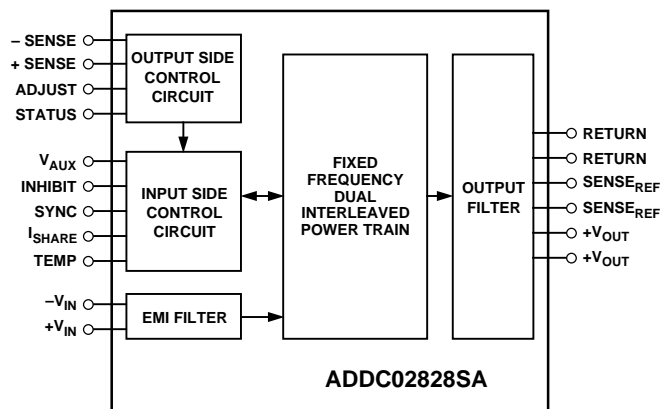 – SENSE
+ SENSE
ADJUST
STATUS
OUTPUT SIDE
CONTROL
CIRCUIT
V_AUX
INHIBIT
SYNC
I_SHARE
TEMP
INPUT SIDE
CONTROL
CIRCUIT
–V_IN
+V_IN
EMI FILTER
FIXED
FREQUENCY
DUAL
INTERLEAVED
POWER TRAIN
OUTPUT
FILTER
RETURN
RETURN
SENSE_REF
SENSE_REF
+V_OUT
+V_OUT
ADDC02828SA